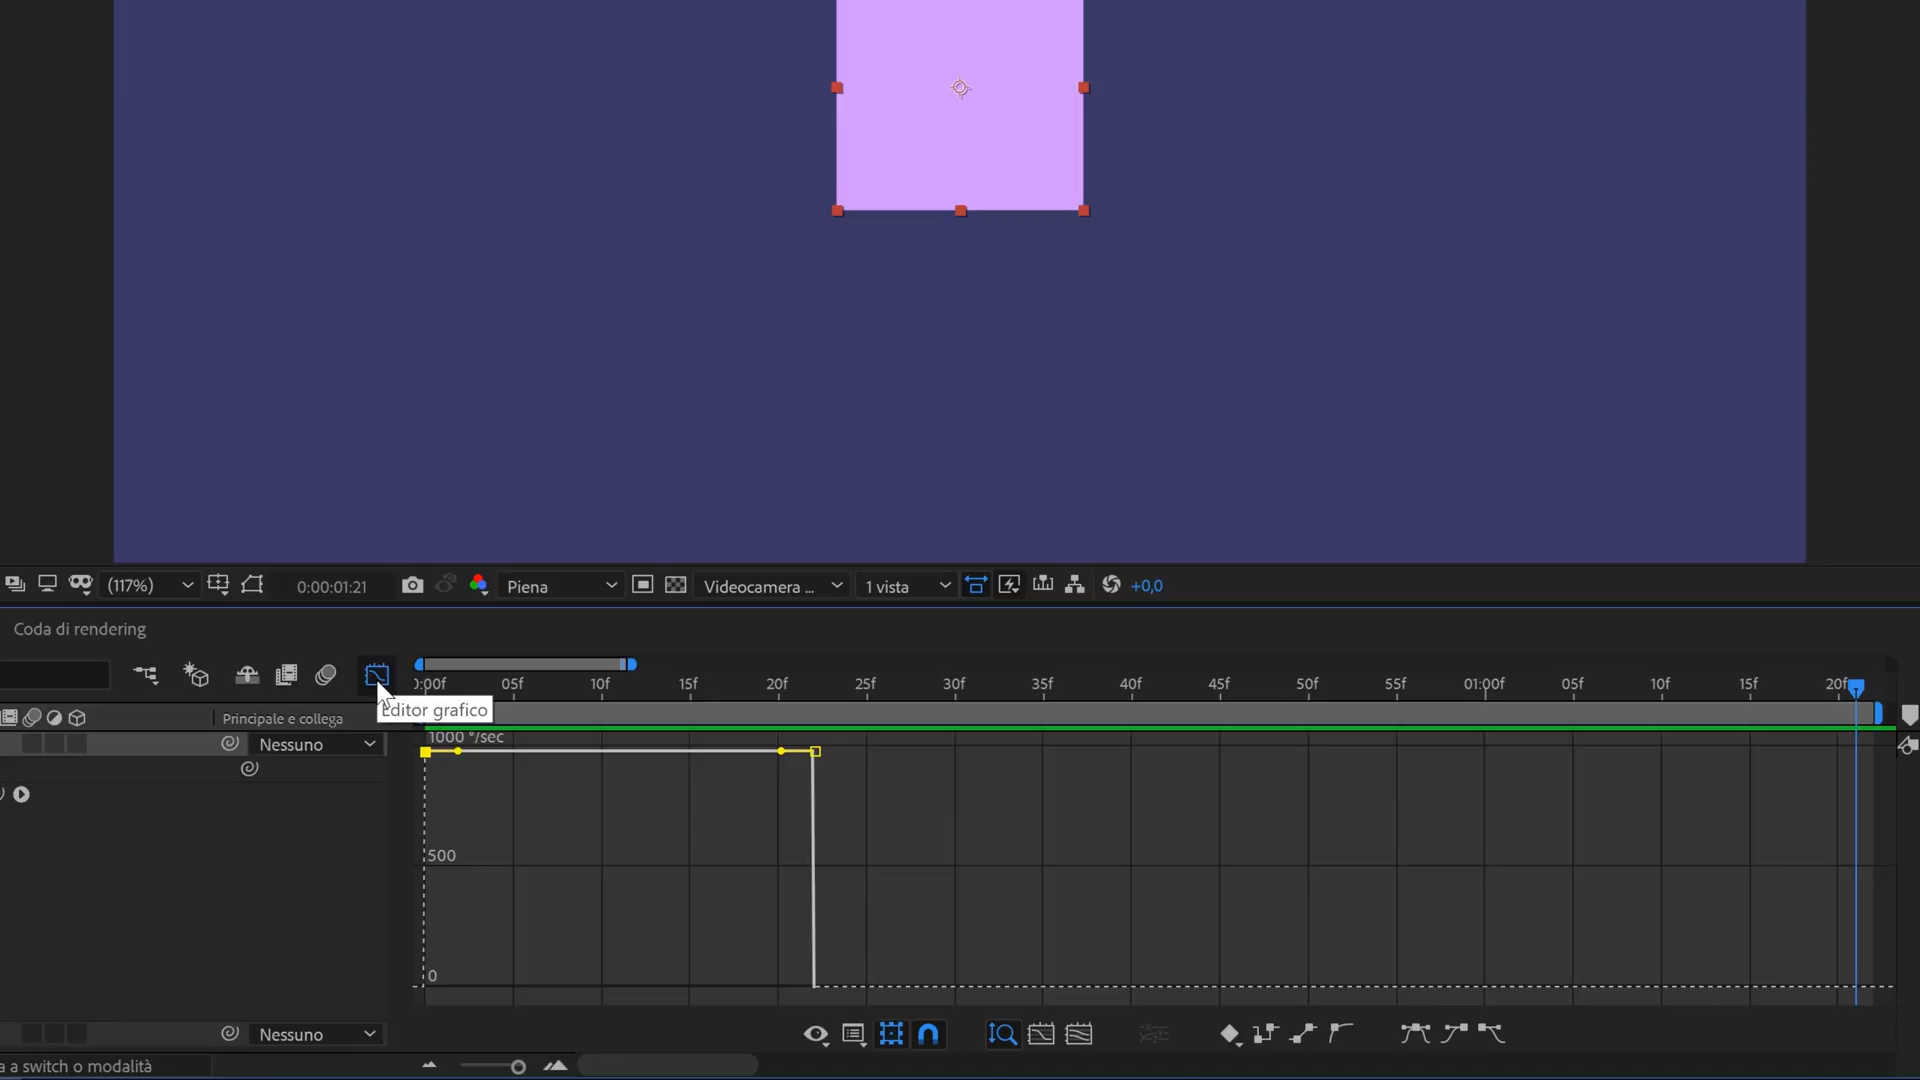 (117%) 0:00:01:21 Piena Videocamera ... 1 vista +0,0
Coda di rendering
0:00f 05f 10f 15f 20f 25f 30f 35f 40f 45f 50f 55f 01:00f 05f 10f 15f 20f
Editor grafico
Principale e collega
1000 °/sec
Nessuno
500
0
Nessuno
a a switch o modalità